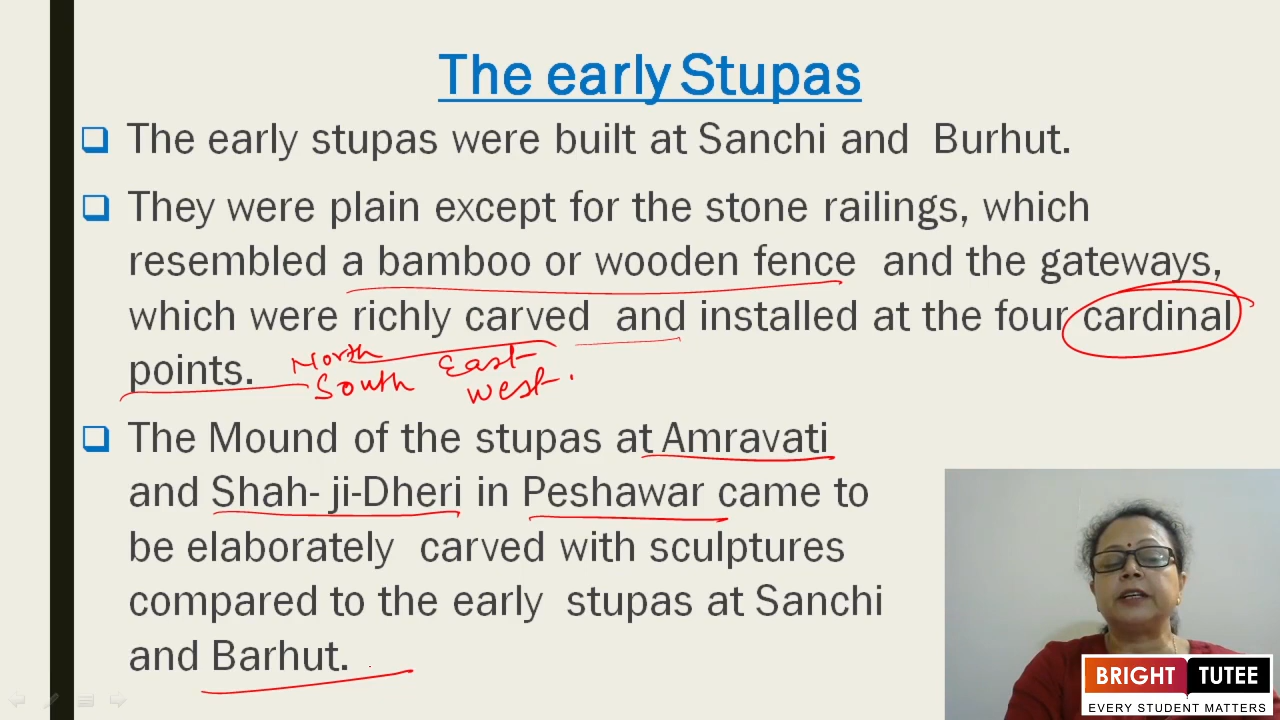 The early Stupas
The early stupas were built at Sanchi and Burhut.
They were plain except for the stone railings, which
resembled a bamboo or wooden fence and the gateways,
which were richly carved and installed at the four cardinal
points.
North East
South West.
The Mound of the stupas at Amravati
and Shah- ji-Dheri in Peshawar came to
be elaborately carved with sculptures
compared to the early stupas at Sanchi
and Barhut.
BRIGHT TUTEE
EVERY STUDENT MATTERS